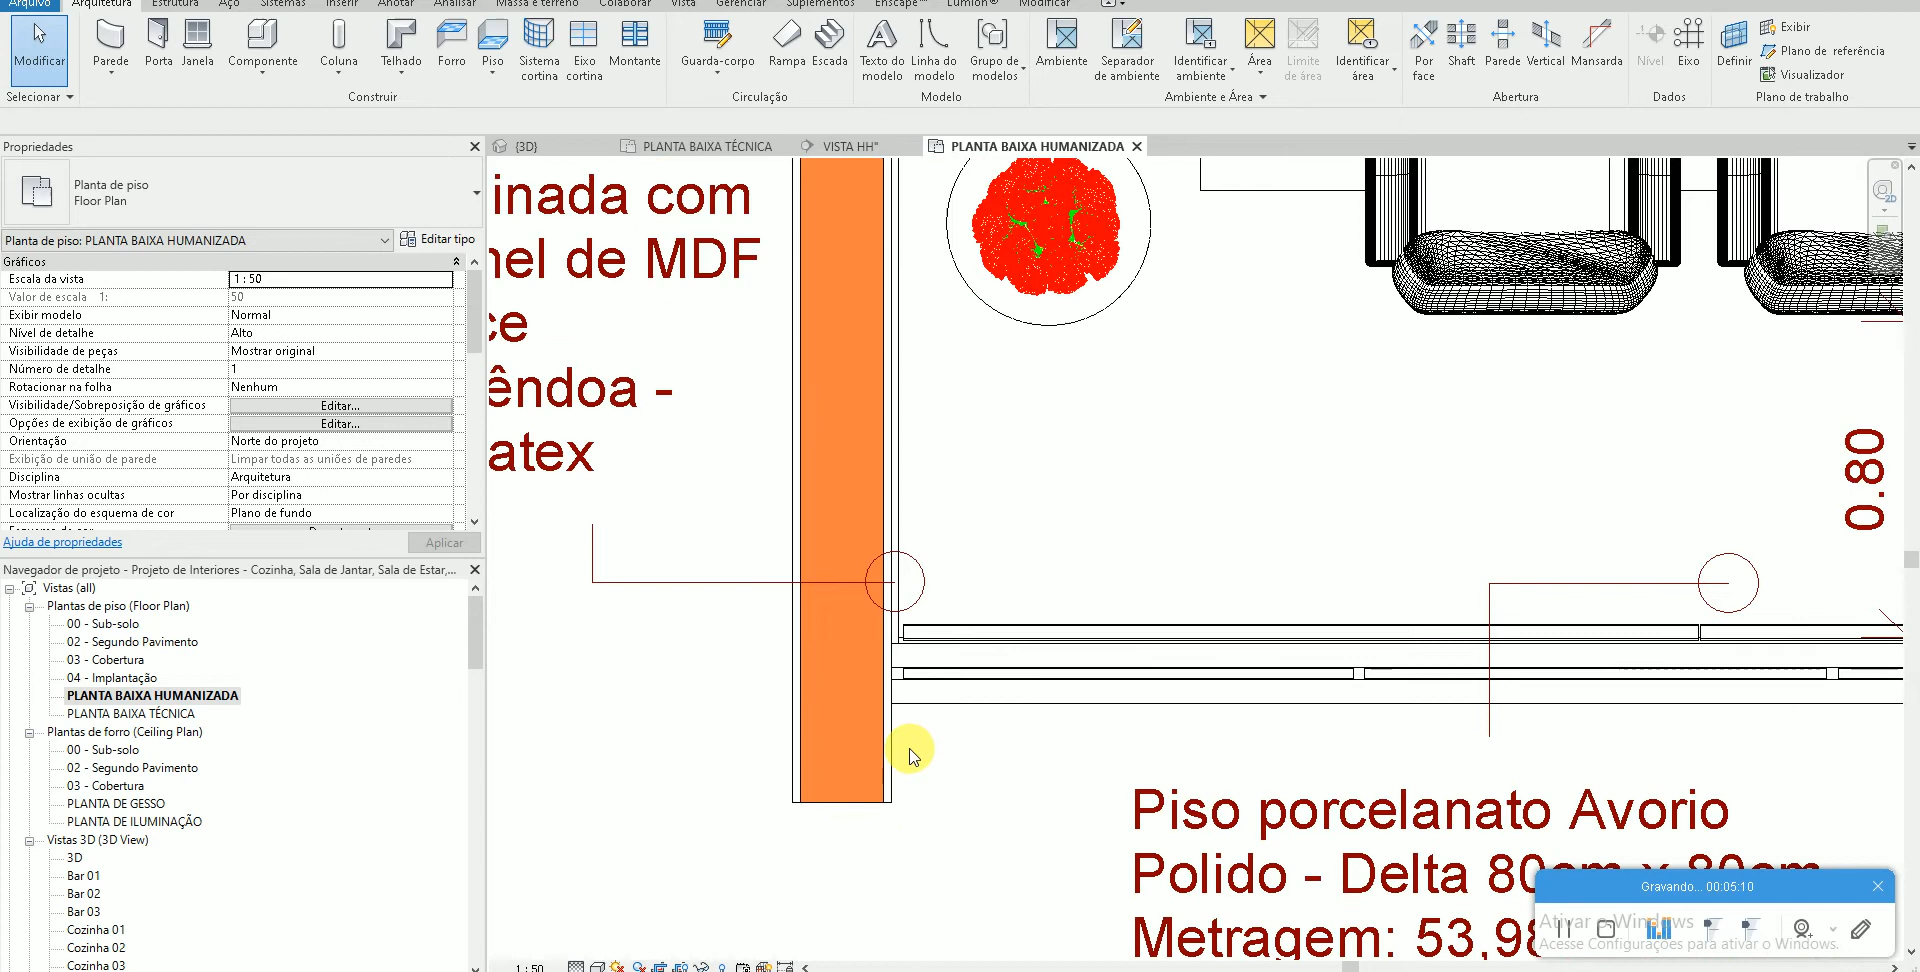 Arquivo Arquitetura Estrutura Aço Sistemas Inserir Anotar Analisar Massa e terreno Colaborar Vista Gerenciar Suplementos Enscape™ Lumion® Modificar
Modificar Parede Porta Janela Componente Coluna Telhado Forro Piso Sistema cortina Eixo cortina Montante Guarda-corpo Rampa Escada Texto do modelo Linha do modelo Grupo de modelos Ambiente Separador de ambiente Identificar ambiente Área Limite de área Identificar área Por face Shaft Parede Vertical Mansarda Nível Eixo Definir
Exibir
Plano de referência
Visualizador
Selecionar Construir Circulação Modelo Ambiente e Área Abertura Dados Plano de trabalho
Propriedades
{3D} PLANTA BAIXA TÉCNICA VISTA HH" PLANTA BAIXA HUMANIZADA
Planta de piso
Floor Plan
Planta de piso: PLANTA BAIXA HUMANIZADA Editar tipo
Gráficos
Escala da vista 1 : 50
Valor de escala 1: 50
Exibir modelo Normal
Nível de detalhe Alto
Visibilidade de peças Mostrar original
Número de detalhe 1
Rotacionar na folha Nenhum
Visibilidade/Sobreposição de gráficos Editar...
Opções de exibição de gráficos Editar...
Orientação Norte do projeto
Exibição de união de parede Limpar todas as uniões de paredes
Disciplina Arquitetura
Mostrar linhas ocultas Por disciplina
Localização do esquema de cor Plano de fundo
Ajuda de propriedades Aplicar
Navegador de projeto - Projeto de Interiores - Cozinha, Sala de Jantar, Sala de Estar,...
Vistas (all)
Plantas de piso (Floor Plan)
00 - Sub-solo
02 - Segundo Pavimento
03 - Cobertura
04 - Implantação
PLANTA BAIXA HUMANIZADA
PLANTA BAIXA TÉCNICA
Plantas de forro (Ceiling Plan)
00 - Sub-solo
02 - Segundo Pavimento
03 - Cobertura
PLANTA DE GESSO
PLANTA DE ILUMINAÇÃO
Vistas 3D (3D View)
3D
Bar 01
Bar 02
Bar 03
Cozinha 01
Cozinha 02
Cozinha 03
inada com
nel de MDF
ce
êndoa -
atex
2D
0.80
Piso porcelanato Avorio
Polido - Delta 80cm x 80cm
Metragem: 53,98
Gravando... 00:05:10
Ativar o Windows
Acesse Configurações para ativar o Windows.
1 : 50